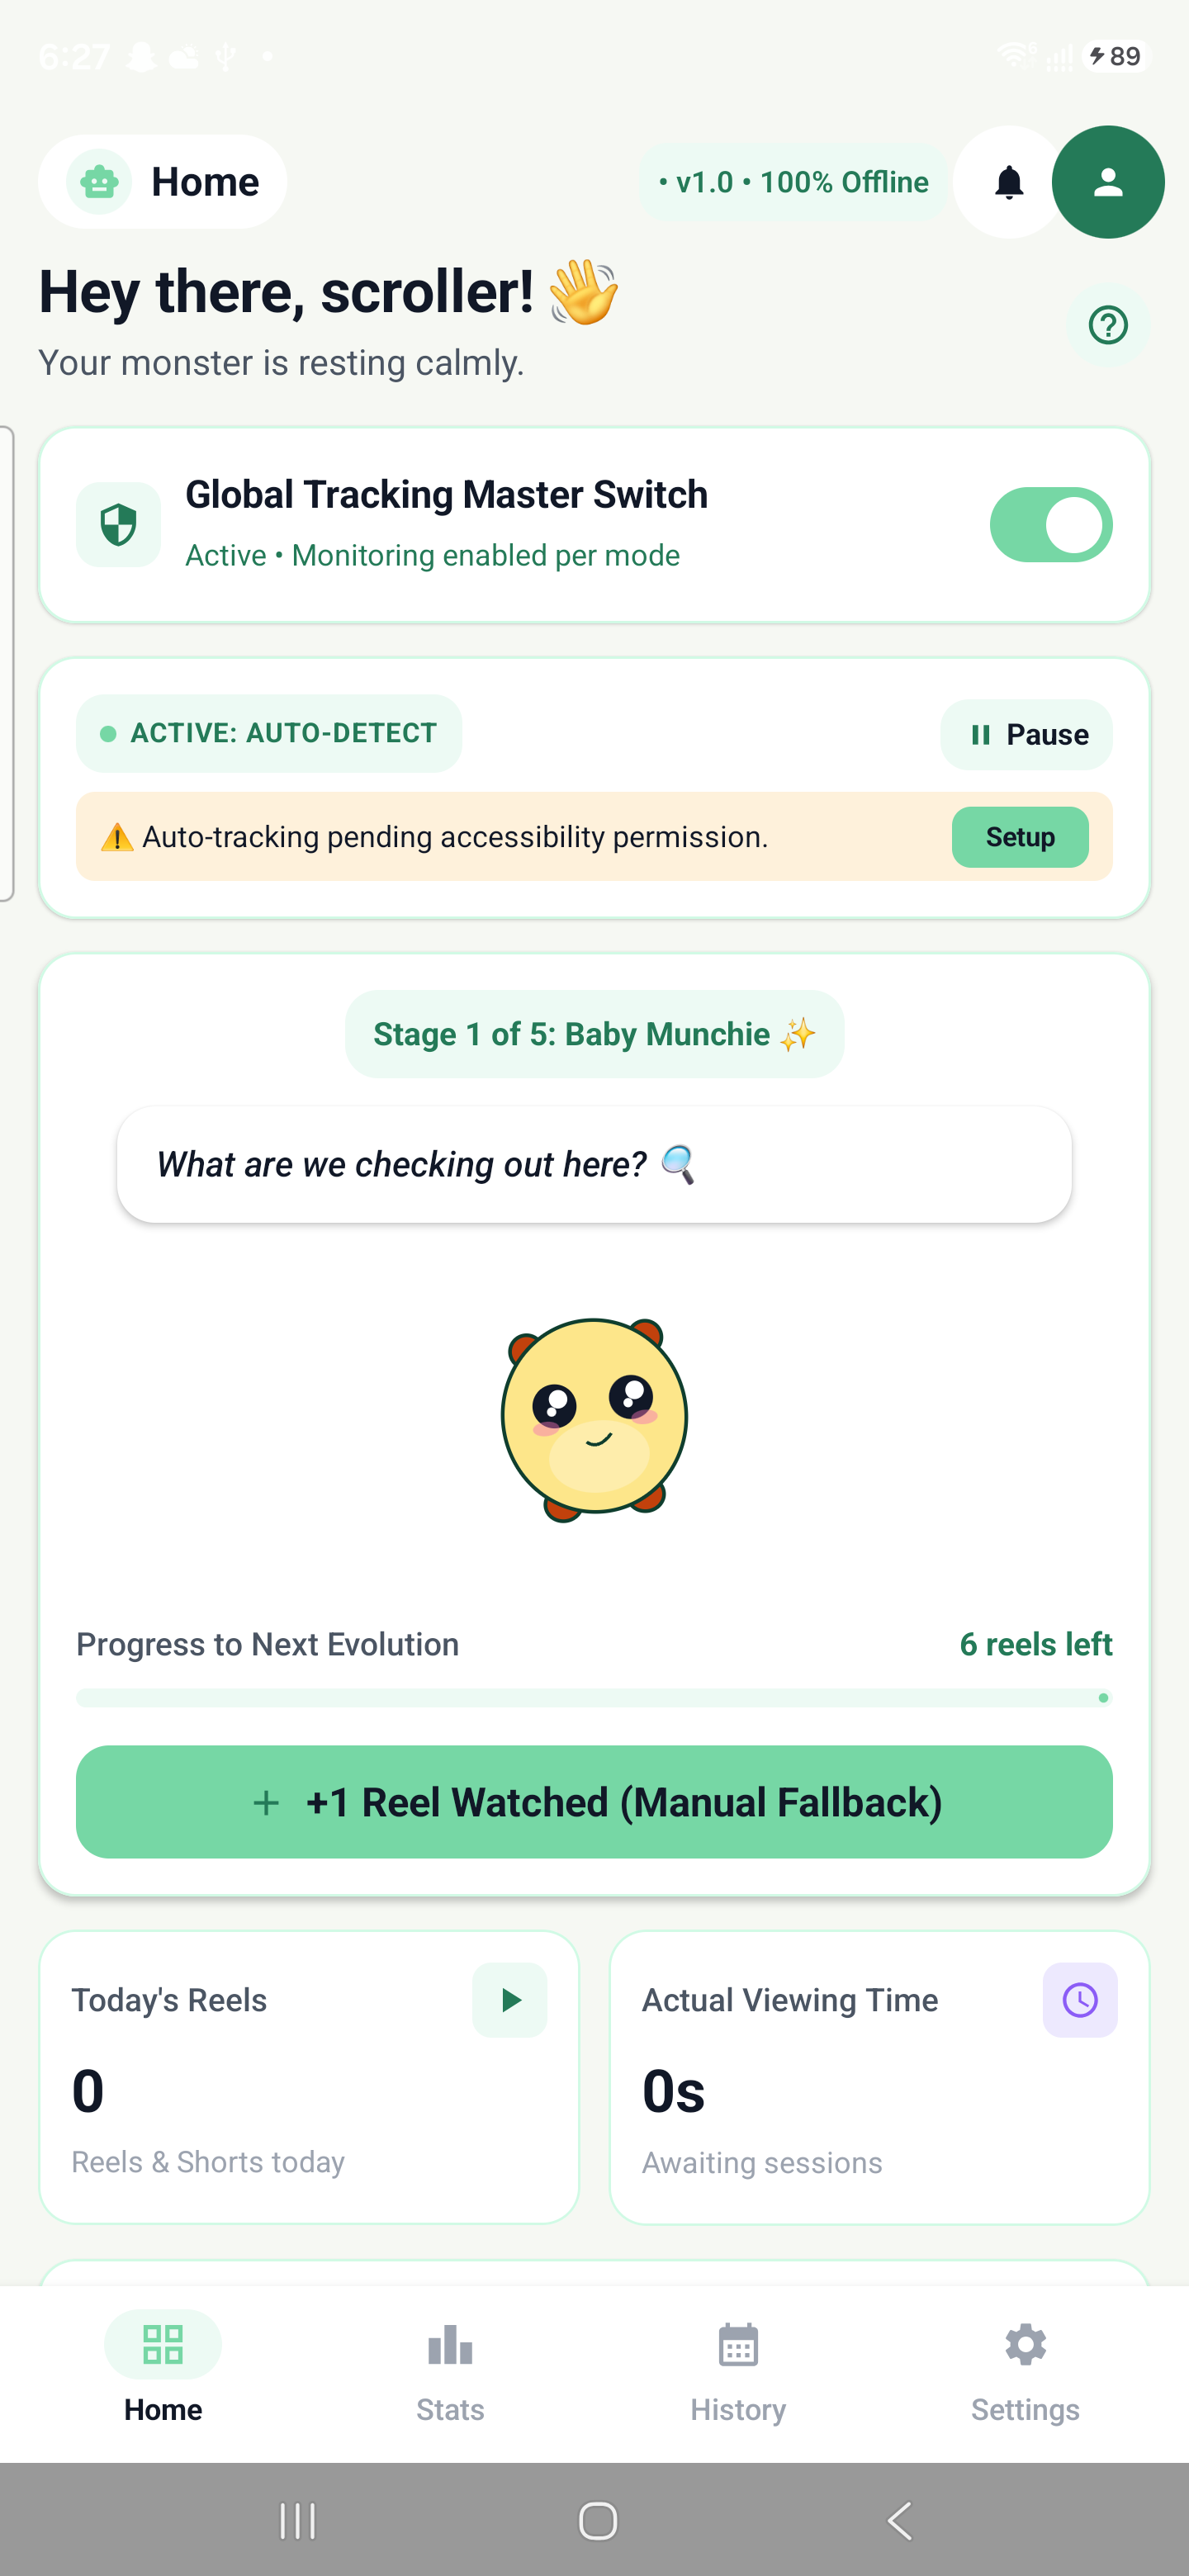 6:27
6
89
Home
• v1.0 • 100% Offline
Hey there, scroller! 👋
Your monster is resting calmly.
Global Tracking Master Switch
Active • Monitoring enabled per mode
ACTIVE: AUTO-DETECT
Pause
⚠️ Auto-tracking pending accessibility permission.
Setup
Stage 1 of 5: Baby Munchie ✨
What are we checking out here? 🔍
Progress to Next Evolution
6 reels left
+ +1 Reel Watched (Manual Fallback)
Today's Reels
Actual Viewing Time
0
0s
Reels & Shorts today
Awaiting sessions
Home
Stats
History
Settings